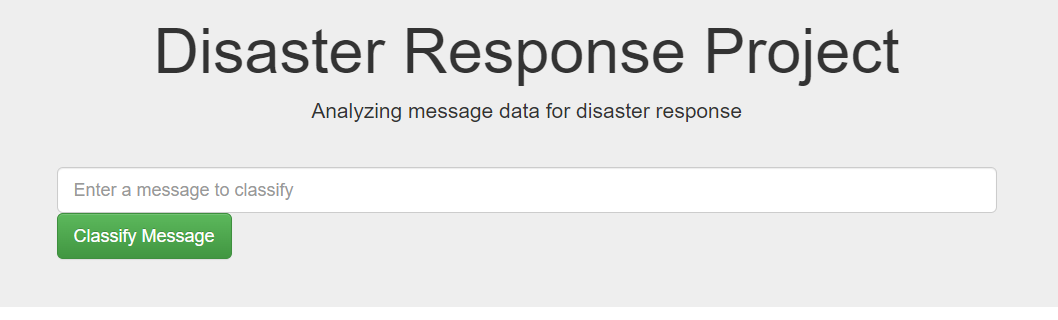 Disaster Response Project
Analyzing message data for disaster response
Enter a message to classify
Classify Message